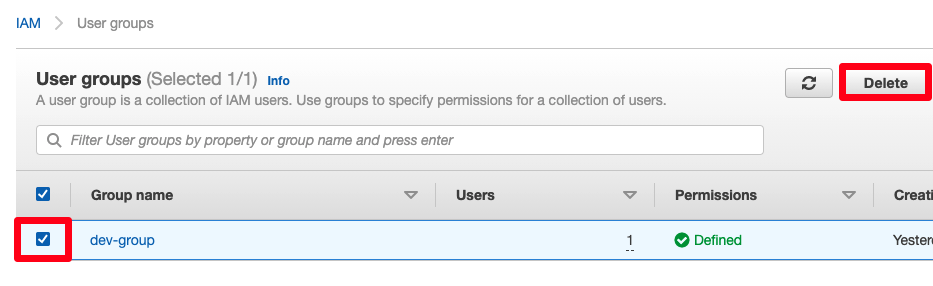 IAM > User groups
User groups (Selected 1/1) Info
A user group is a collection of IAM users. Use groups to specify permissions for a collection of users.
Delete
Filter User groups by property or group name and press enter
Group name Users Permissions Creati
dev-group 1 Defined Yester